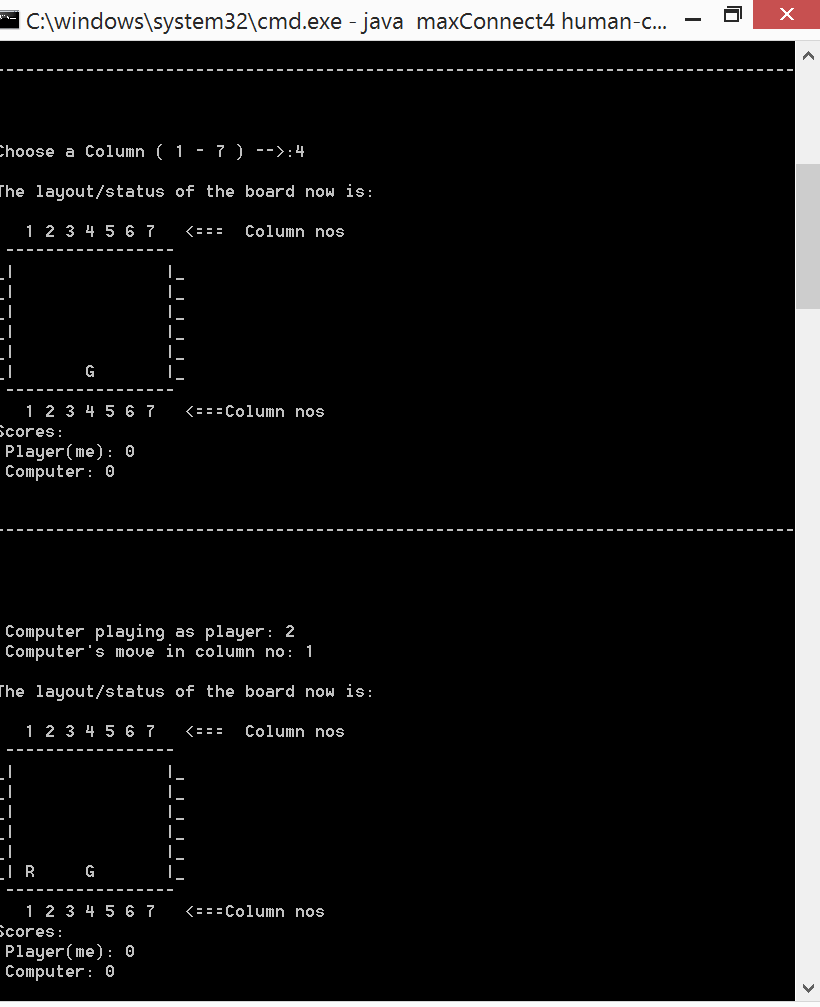 C:\windows\system32\cmd.exe - java  maxConnect4 human-c...
--------------------------------------------------------------------------------
Choose a Column ( 1 - 7 ) -->:4
The layout/status of the board now is:
1 2 3 4 5 6 7   <===  Column nos
-----------------
_|               |_
_|               |_
_|               |_
_|               |_
_|               |_
_|       G       |_
-----------------
1 2 3 4 5 6 7   <===Column nos
Scores:
Player(me): 0
Computer: 0
--------------------------------------------------------------------------------
Computer playing as player: 2
Computer's move in column no: 1
The layout/status of the board now is:
1 2 3 4 5 6 7   <===  Column nos
-----------------
_|               |_
_|               |_
_|               |_
_|               |_
_|               |_
_| R     G       |_
-----------------
1 2 3 4 5 6 7   <===Column nos
Scores:
Player(me): 0
Computer: 0